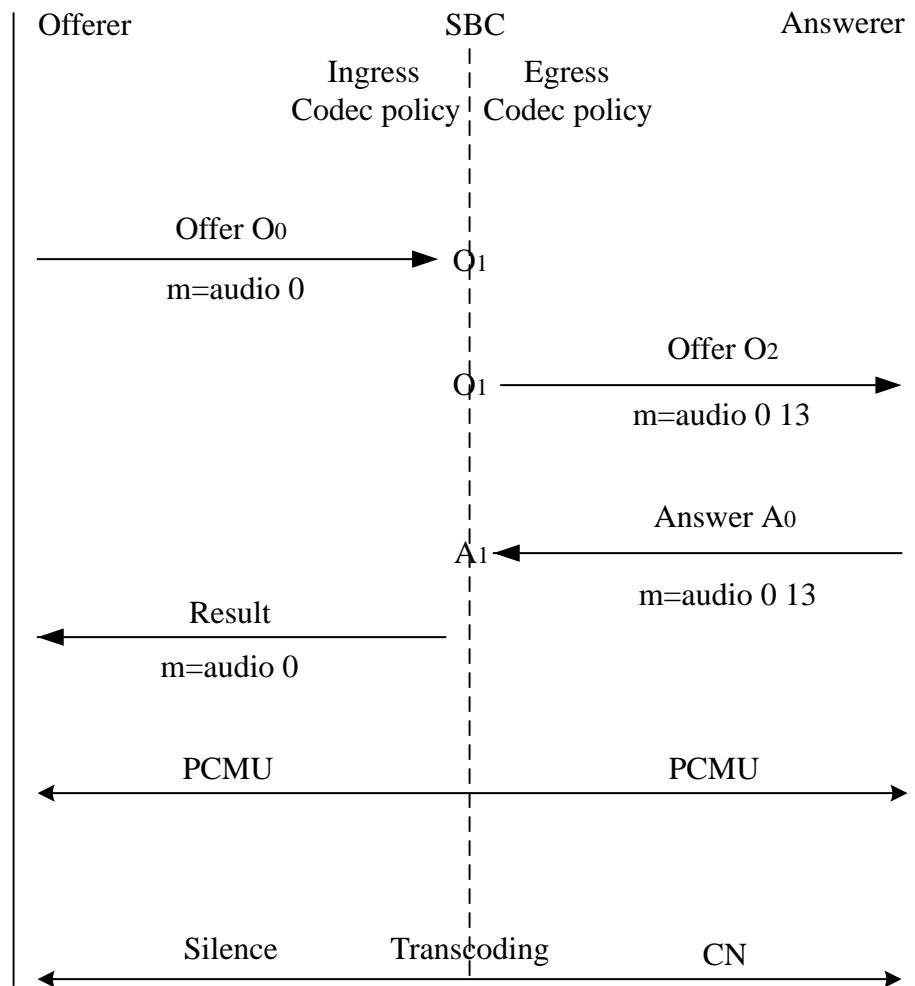 Offerer SBC Answerer
Ingress Egress
Codec policy Codec policy
Offer O0
O1
m=audio 0
Offer O2
O1
m=audio 0 13
Answer A0
A1
m=audio 0 13
Result
m=audio 0
PCMU PCMU
Silence Transcoding CN